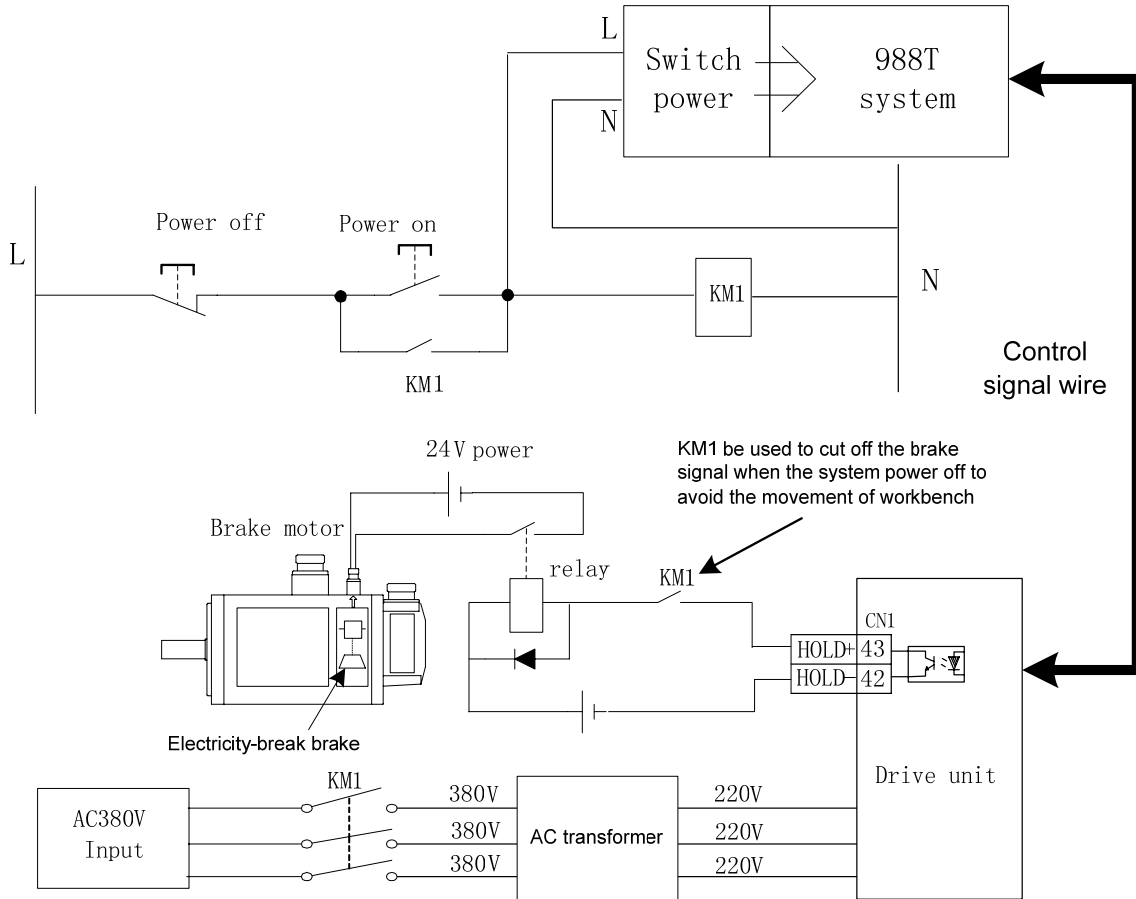 L
Switch
power
988T
system
N
Power off
Power on
L
KM1
N
KM1
Control
signal wire
24V power
KM1 be used to cut off the brake
signal when the system power off to
avoid the movement of workbench
Brake motor
relay
KM1
CN1
HOLD+ 43
HOLD- 42
Electricity-break brake
Drive unit
KM1
AC380V
Input
380V
380V
380V
AC transformer
220V
220V
220V